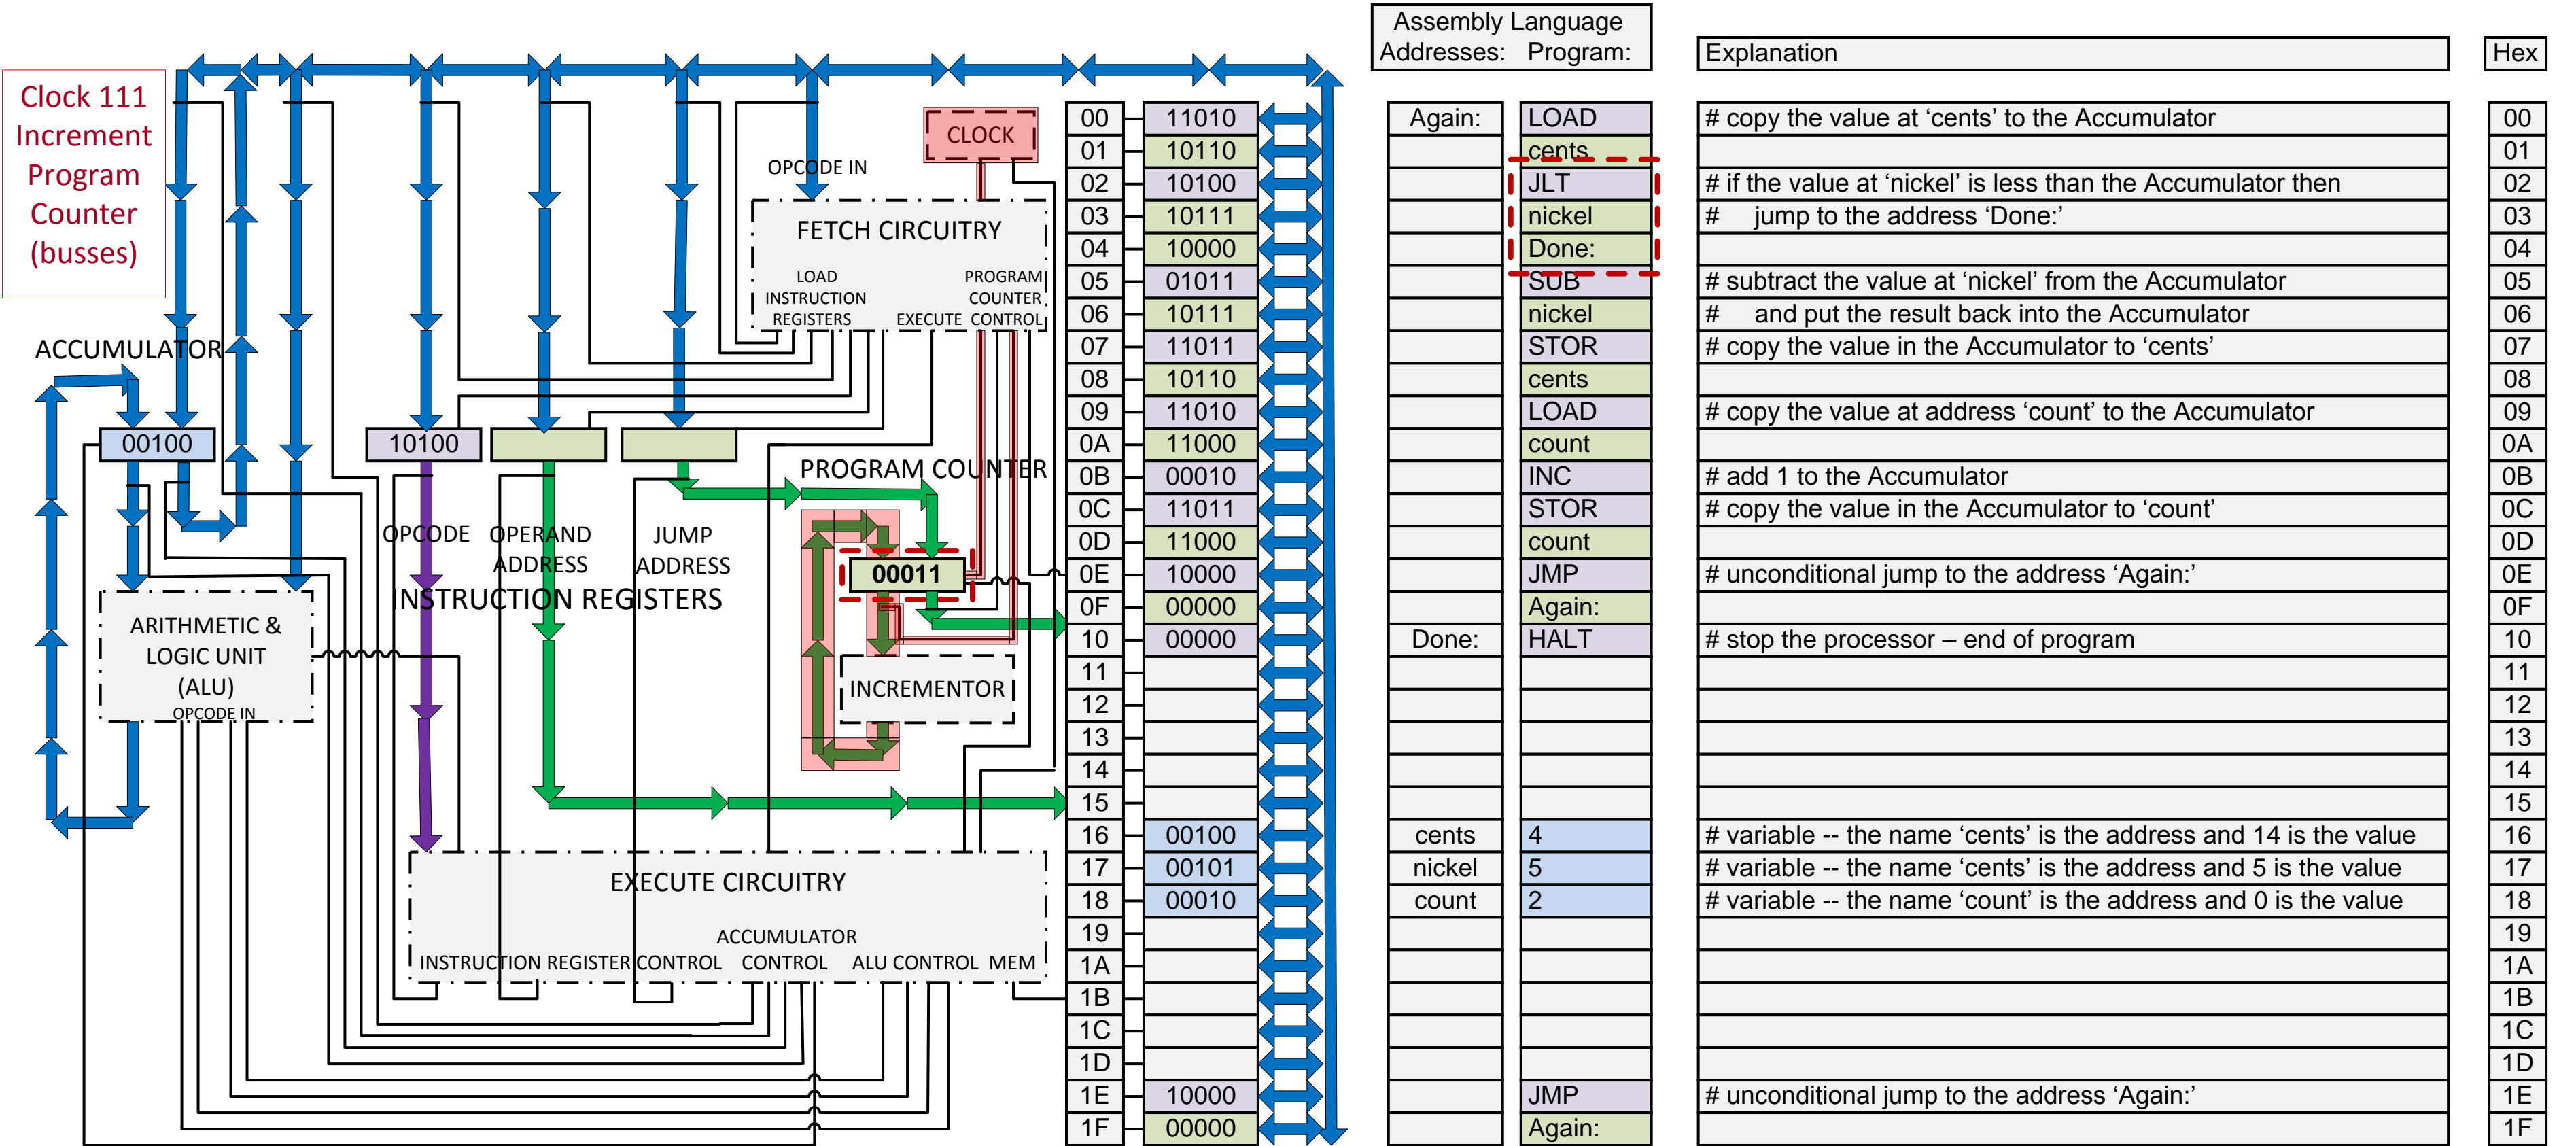 Assembly Language
Addresses: Program:
Explanation
Hex
Clock 111
Increment
Program
Counter
(busses)
CLOCK
OPCODE IN
FETCH CIRCUITRY
LOAD
INSTRUCTION
REGISTERS
EXECUTE
PROGRAM
COUNTER
CONTROL
ACCUMULATOR
00100
10100
PROGRAM COUNTER
OPCODE
OPERAND
ADDRESS
JUMP
ADDRESS
INSTRUCTION REGISTERS
00011
ARITHMETIC &
LOGIC UNIT
(ALU)
OPCODE IN
INCREMENTOR
EXECUTE CIRCUITRY
INSTRUCTION REGISTER CONTROL
ACCUMULATOR
CONTROL
ALU CONTROL
MEM
00 11010 Again: LOAD # copy the value at ‘cents’ to the Accumulator 00
01 10110 cents 01
02 10100 JLT # if the value at ‘nickel’ is less than the Accumulator then 02
03 10111 nickel # jump to the address ‘Done:’ 03
04 10000 Done: 04
05 01011 SUB # subtract the value at ‘nickel’ from the Accumulator 05
06 10111 nickel # and put the result back into the Accumulator 06
07 11011 STOR # copy the value in the Accumulator to ‘cents’ 07
08 10110 cents 08
09 11010 LOAD # copy the value at address ‘count’ to the Accumulator 09
0A 11000 count 0A
0B 00010 INC # add 1 to the Accumulator 0B
0C 11011 STOR # copy the value in the Accumulator to ‘count’ 0C
0D 11000 count 0D
0E 10000 JMP # unconditional jump to the address ‘Again:’ 0E
0F 00000 Again: 0F
10 00000 Done: HALT # stop the processor – end of program 10
11 11
12 12
13 13
14 14
15 15
16 00100 cents 4 # variable -- the name ‘cents’ is the address and 14 is the value 16
17 00101 nickel 5 # variable -- the name ‘cents’ is the address and 5 is the value 17
18 00010 count 2 # variable -- the name ‘count’ is the address and 0 is the value 18
19 19
1A 1A
1B 1B
1C 1C
1D 1D
1E 10000 JMP # unconditional jump to the address ‘Again:’ 1E
1F 00000 Again: 1F